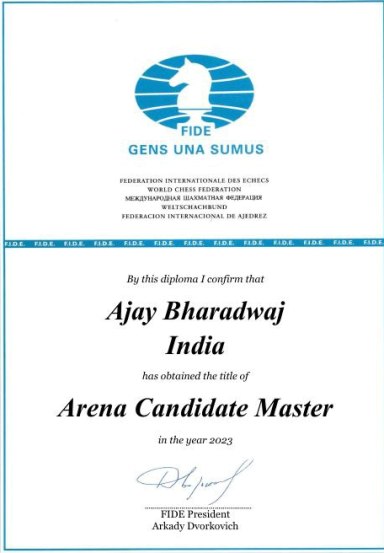 FIDE
GENS UNA SUMUS
FEDERATION INTERNATIONALE DES ECHECS
WORLD CHESS FEDERATION
МЕЖДУНАРОДНАЯ ШАХМАТНАЯ ФЕДЕРАЦИЯ
WELTSCHACHBUND
FEDERACION INTERNACIONAL DE AJEDREZ
F.I.D.E. F.I.D.E. F.I.D.E. F.I.D.E. F.I.D.E. F.I.D.E. F.I.D.E. F.I.D.E. F.I.D.E. F.I.D.E. F.I.D.E. F.I.D.E. F.I.D.E.
By this diploma I confirm that
Ajay Bharadwaj
India
has obtained the title of
Arena Candidate Master
in the year 2023
FIDE President
Arkady Dvorkovich